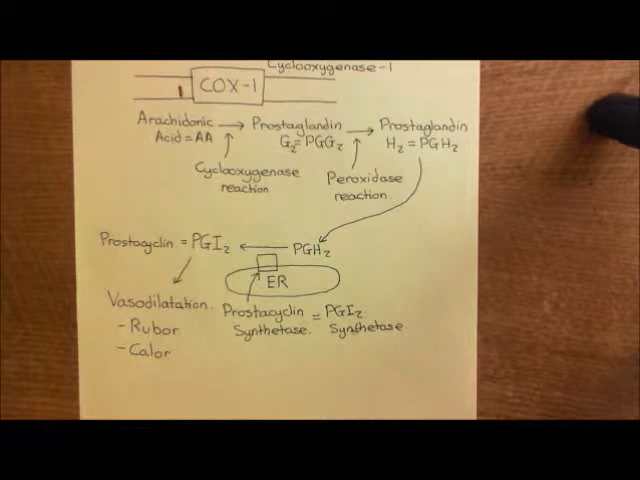 Cyclooxygenase-1
COX-1
Arachidonic → Prostaglandin → Prostaglandin
Acid = AA G₂=PGG₂ H₂ = PGH₂
Cyclooxygenase
reaction
Peroxidase
reaction.
Prostacyclin = PGI₂ ← PGH₂
ER
Vasodilatation.
- Rubor
- Calor
Prostacyclin = PGI₂
Synthetase. Synthetase